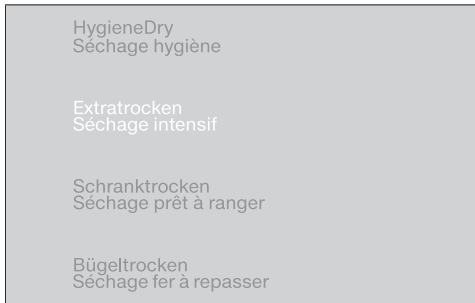 HygieneDry
Séchage hygiène
Extratrocken
Séchage intensif
Schranktrocken
Séchage prêt à ranger
Bügeltrocken
Séchage fer à repasser